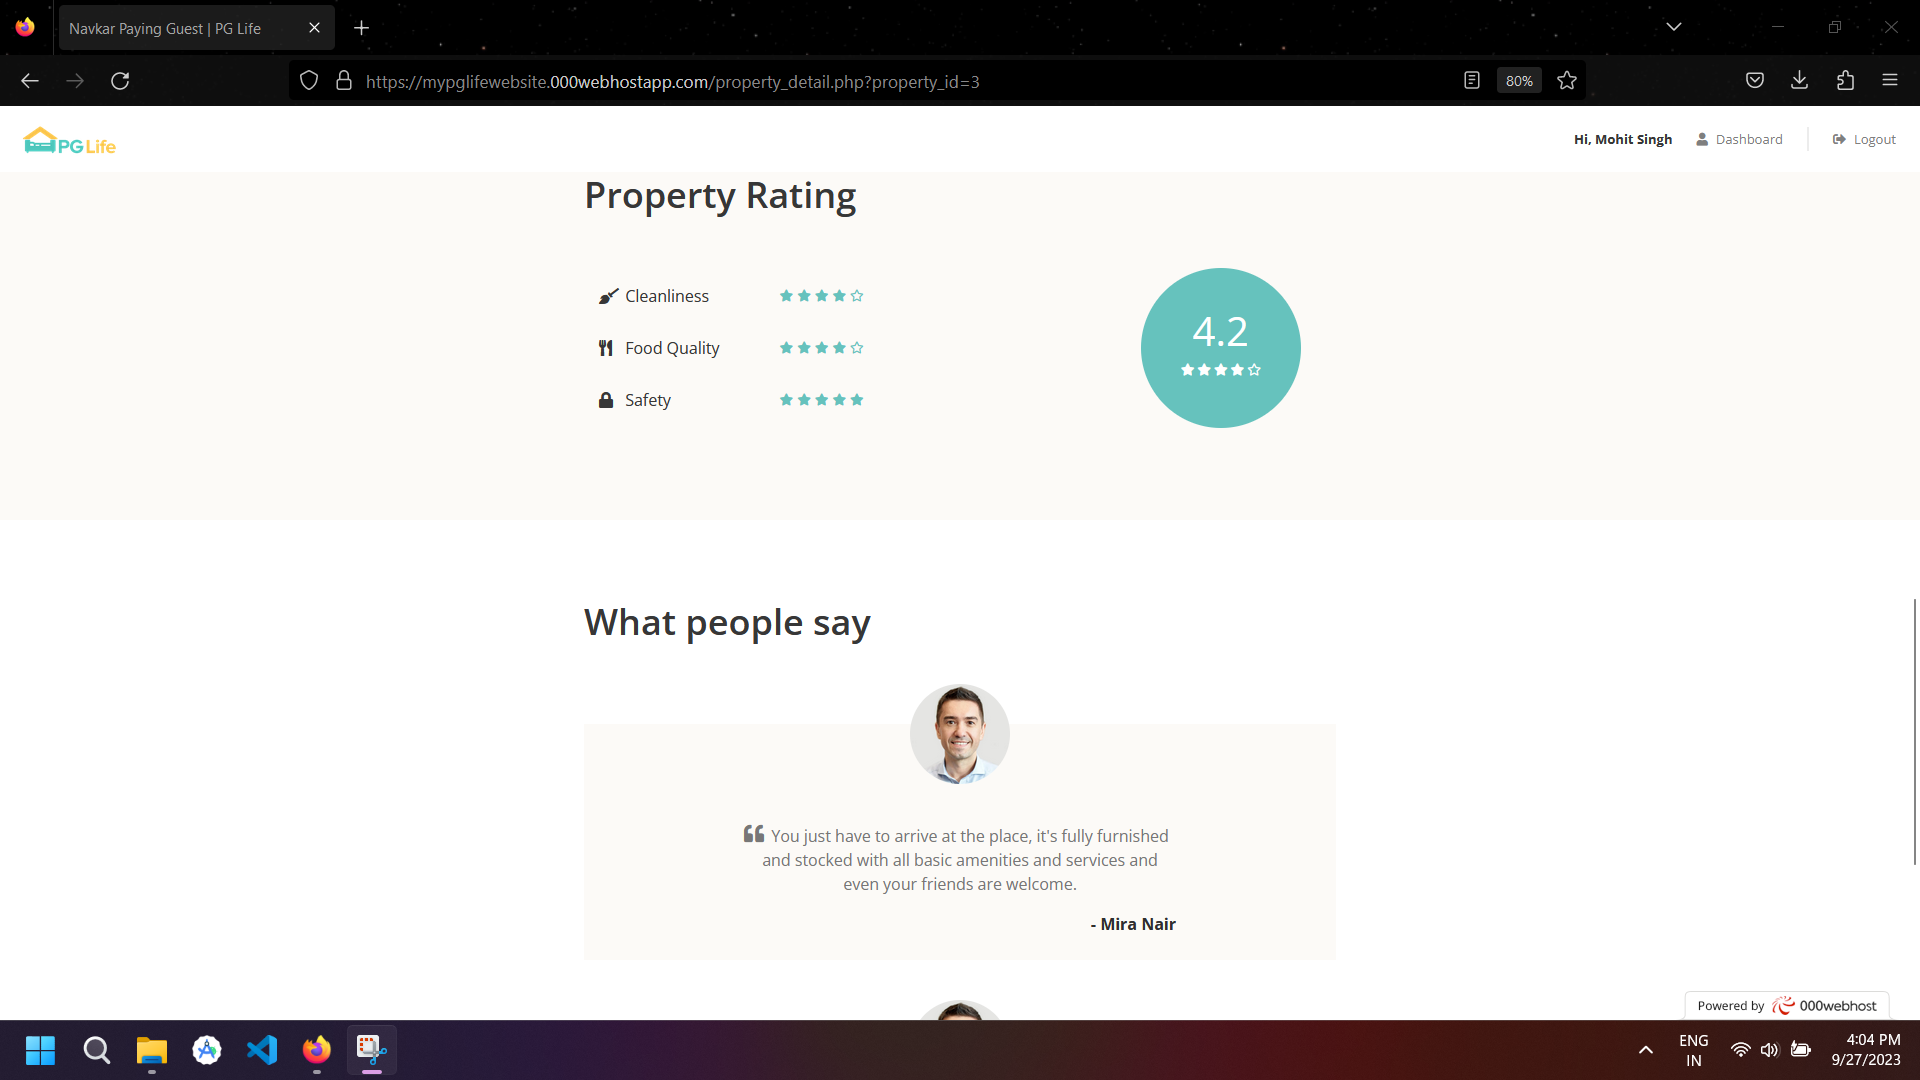 Navkar Paying Guest | PG Life
https://mypglifewebsite.000webhostapp.com/property_detail.php?property_id=3
80%
PG Life
Hi, Mohit Singh
Dashboard
Logout
Property Rating
Cleanliness
Food Quality
Safety
4.2
What people say
You just have to arrive at the place, it's fully furnished
and stocked with all basic amenities and services and
even your friends are welcome.
- Mira Nair
Powered by 000webhost
ENG
IN
4:04 PM
9/27/2023